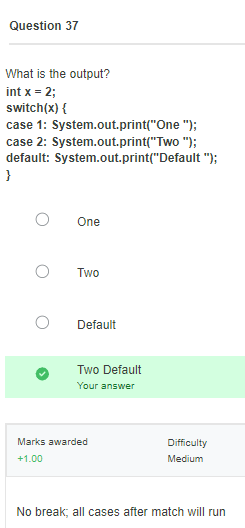 Question 37
What is the output?
int x = 2;
switch(x) {
case 1: System.out.print("One ");
case 2: System.out.print("Two ");
default: System.out.print("Default ");
}
One
Two
Default
Two Default
Your answer
Marks awarded
+1.00
Difficulty
Medium
No break; all cases after match will run